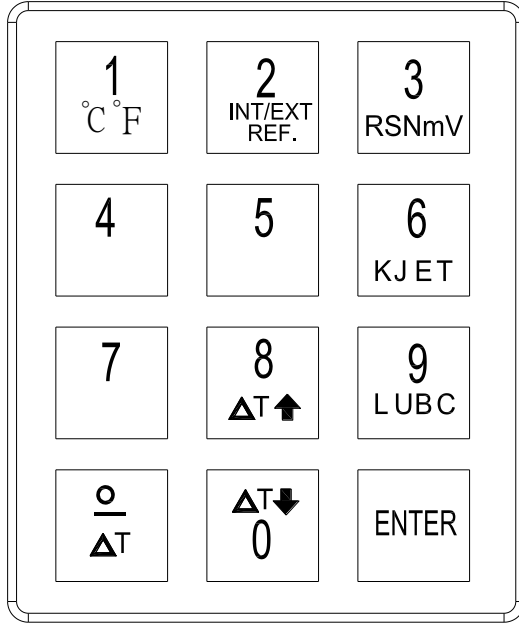 1
°C °F
2
INT/EXT
REF.
3
RSNmV
4
5
6
KJET
7
8
ΔT
9
LUBC
ΔT
ΔT
0
ENTER